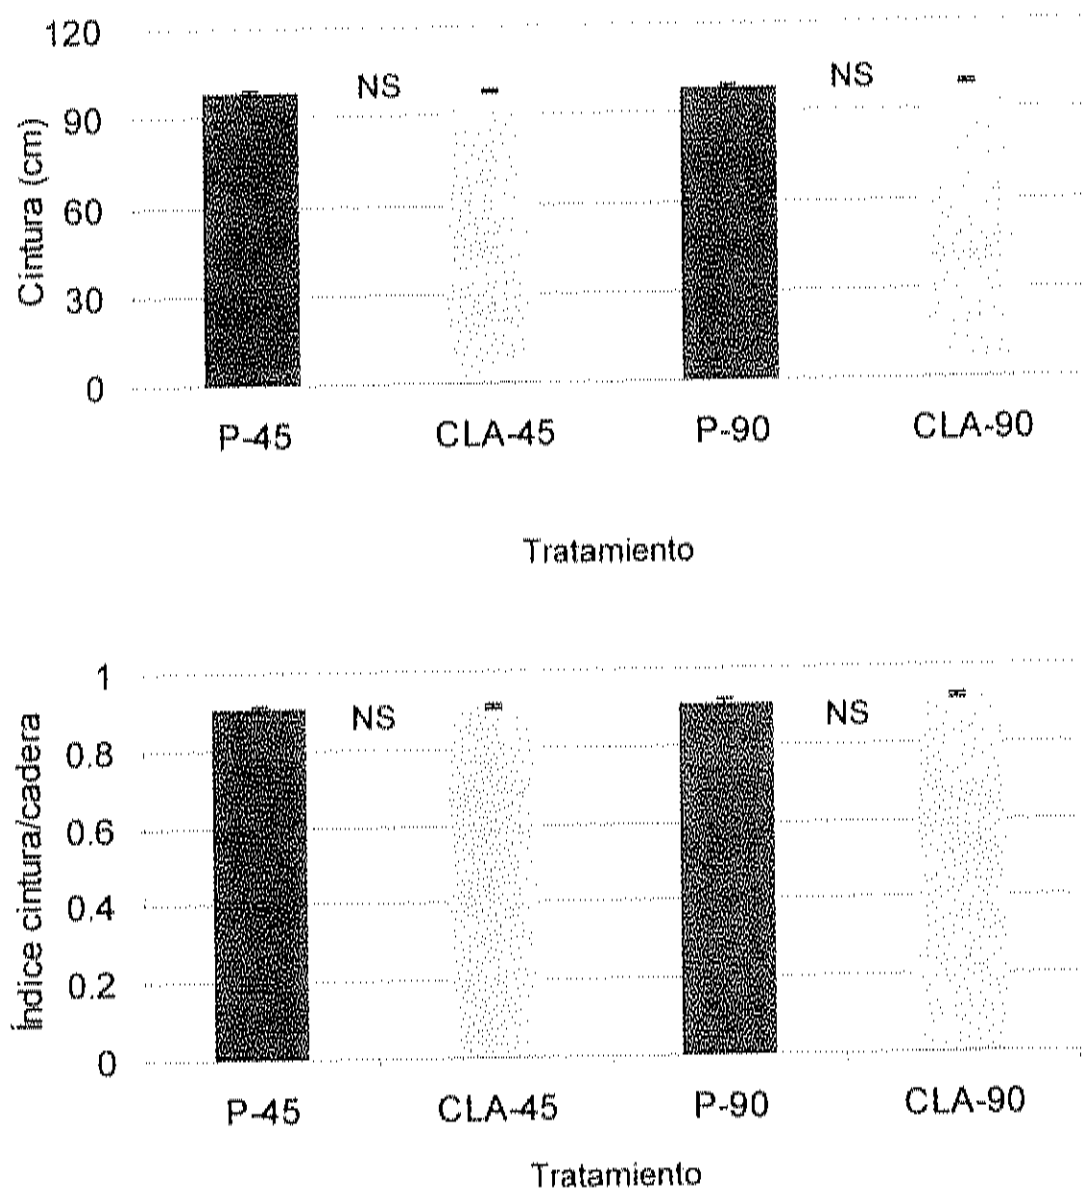 120
NS
NS
90
Cintura (cm)
60
30
0
P-45 CLA-45 P-90 CLA-90
Tratamiento
1
NS
NS
0.8
Índice cintura/cadera
0.6
0.4
0.2
0
P-45 CLA-45 P-90 CLA-90
Tratamiento